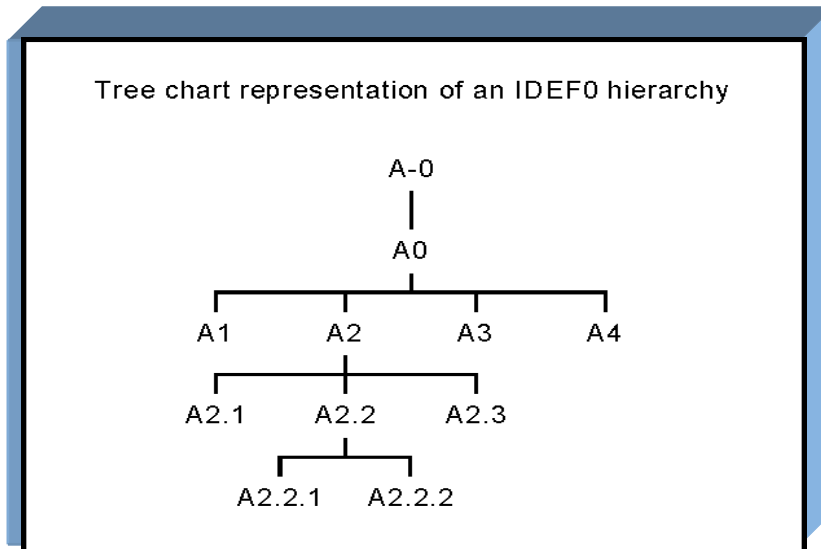 Tree chart representation of an IDEF0 hierarchy
A-0
A0
A1 A2 A3 A4
A2.1 A2.2 A2.3
A2.2.1 A2.2.2